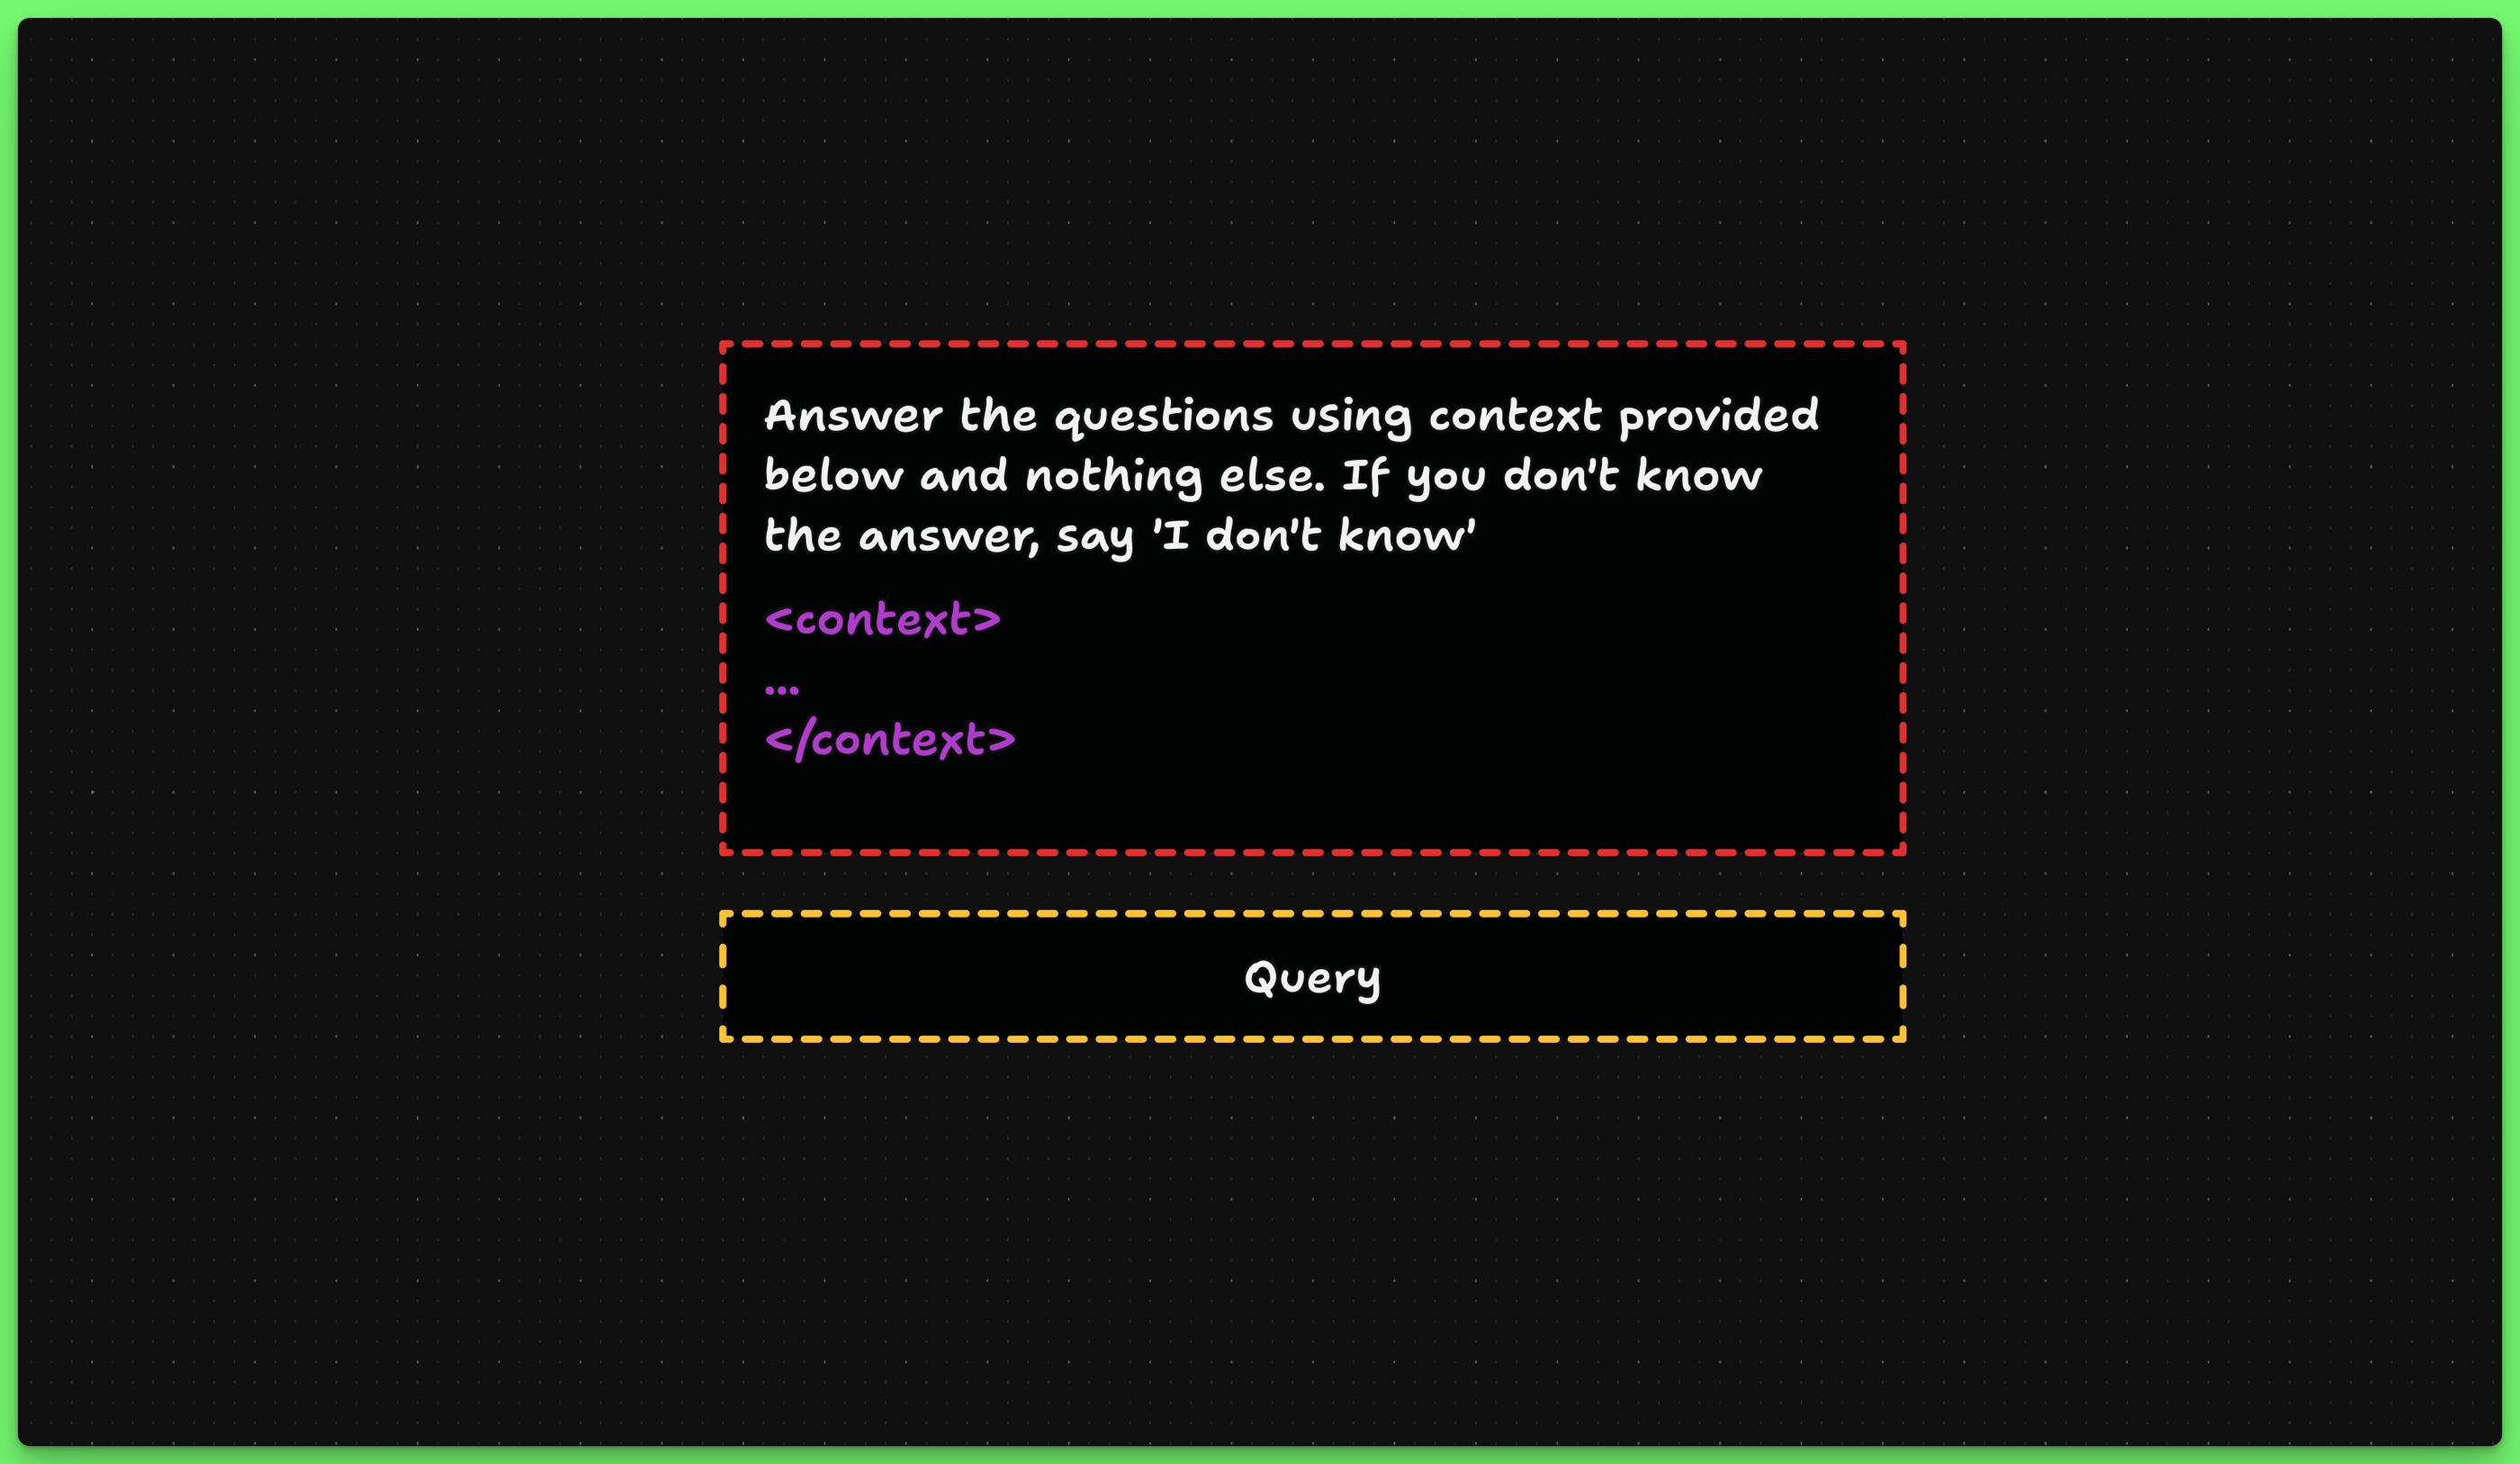 Answer the questions using context provided
below and nothing else. If you don't know
the answer, say 'I don't know'
<context>
...
</context>
Query